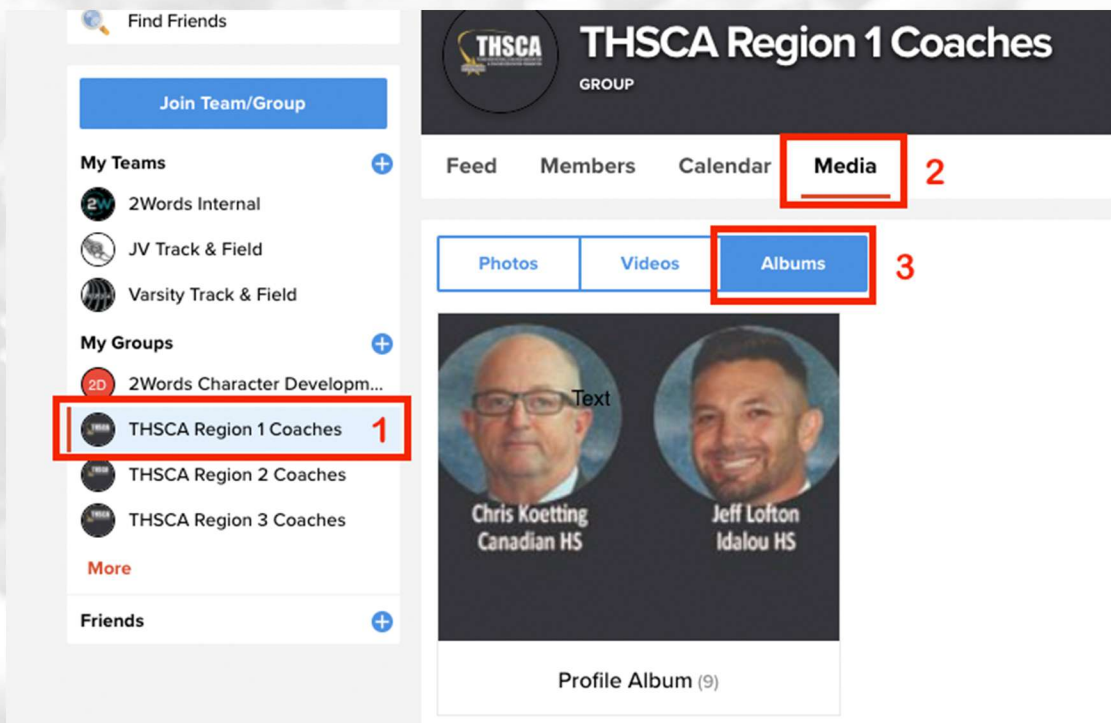 Find Friends
Join Team/Group
My Teams
2W 2Words Internal
JV Track & Field
Varsity Track & Field
My Groups
2D 2Words Character Developm...
THSCA Region 1 Coaches 1
THSCA Region 2 Coaches
THSCA Region 3 Coaches
More
Friends
THSCA
THSCA Region 1 Coaches
GROUP
Feed Members Calendar Media 2
Photos Videos Albums 3
Text
Chris Koetting Jeff Lofton
Canadian HS Idalou HS
Profile Album (9)